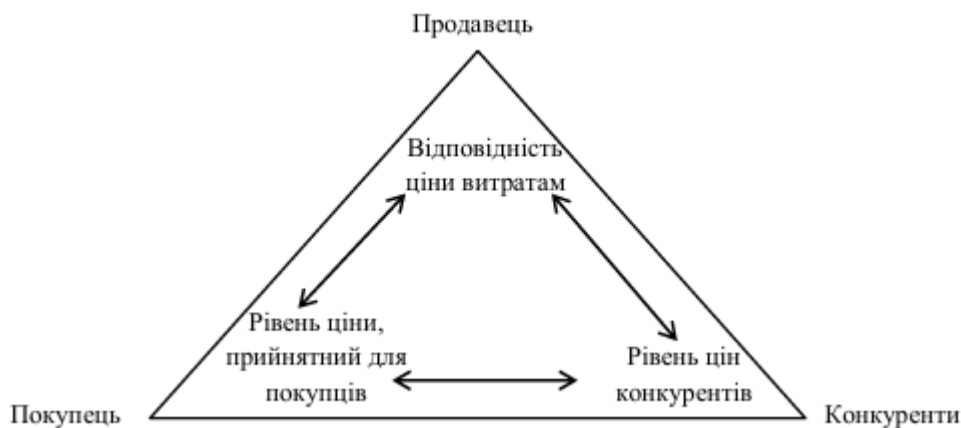 Продавець
Відповідність
ціни витратам
Рівень ціни,
прийнятний для
покупців
Рівень цін
конкурентів
Покупець
Конкуренти